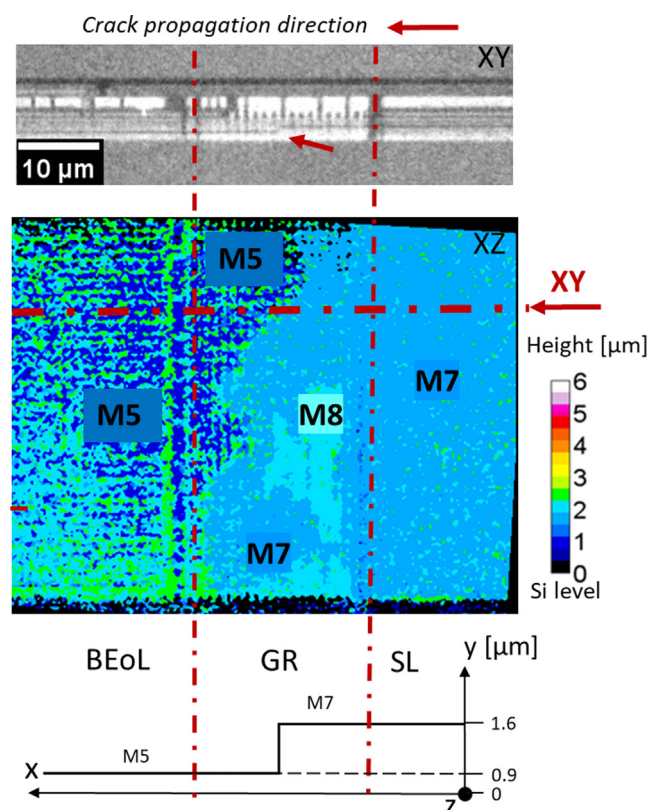 Crack propagation direction
XY
10 µm
XZ
M5
XY
Height [µm]
M7
M5
M8
6
5
4
3
2
1
0
M7
Si level
BEoL
GR
SL
y [µm]
M7
1.6
M5
x
0.9
0
z